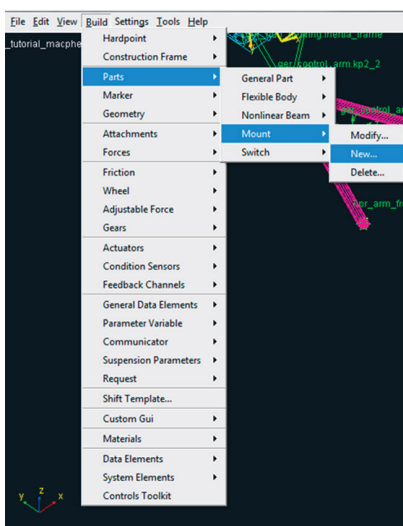 File Edit View Build Settings Tools Help
_tutorial_macphe
Hardpoint
Construction Frame
Parts
Marker
Geometry
Attachments
Forces
Friction
Wheel
Adjustable Force
Gears
Actuators
Condition Sensors
Feedback Channels
General Data Elements
Parameter Variable
Communicator
Suspension Parameters
Request
Shift Template...
Custom Gui
Materials
Data Elements
System Elements
Controls Toolkit
General Part
Flexible Body
Nonlinear Beam
Mount
Switch
Modify...
New...
Delete...
ger_control_arm.kp2_2
y z x